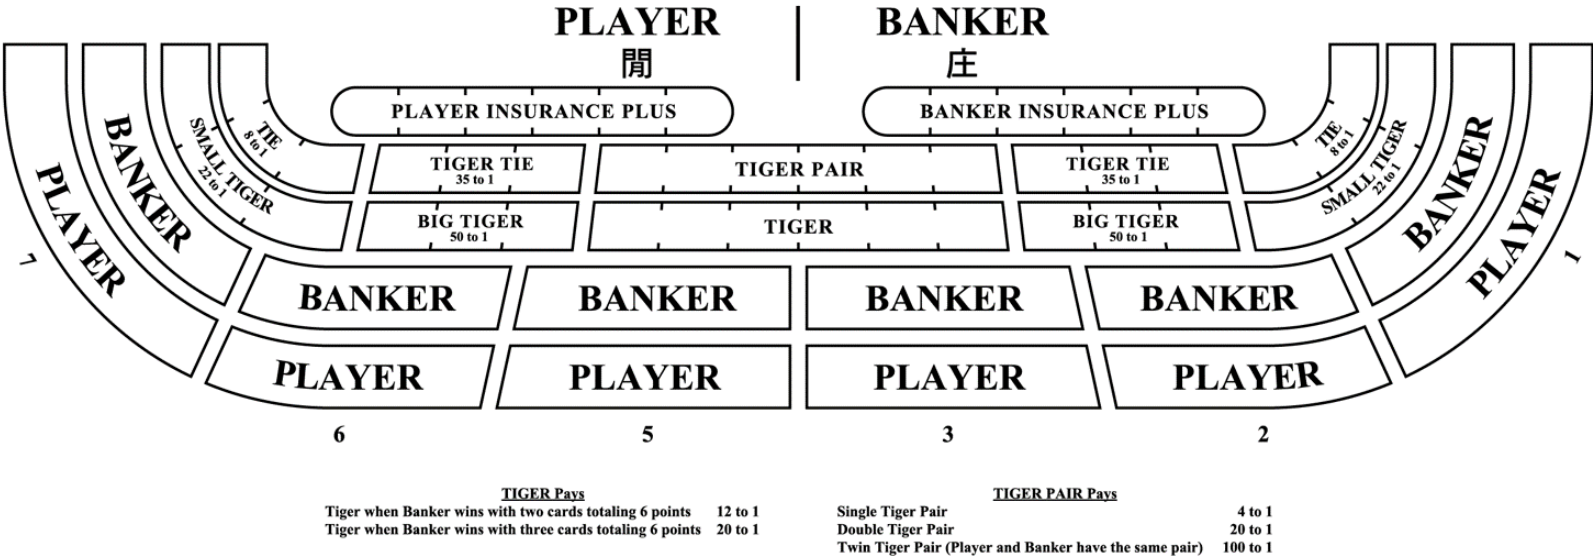 PLAYER
BANKER
閒
庄
PLAYER INSURANCE PLUS
BANKER INSURANCE PLUS
TIE
8 to 1
SMALL TIGER
22 to 1
BANKER
PLAYER
7
TIGER TIE
35 to 1
TIGER PAIR
TIGER TIE
35 to 1
BIG TIGER
50 to 1
TIGER
BIG TIGER
50 to 1
TIE
8 to 1
SMALL TIGER
22 to 1
BANKER
PLAYER
1
BANKER
BANKER
BANKER
BANKER
PLAYER
PLAYER
PLAYER
PLAYER
6
5
3
2
TIGER Pays
Tiger when Banker wins with two cards totaling 6 points 12 to 1
Tiger when Banker wins with three cards totaling 6 points 20 to 1
TIGER PAIR Pays
Single Tiger Pair 4 to 1
Double Tiger Pair 20 to 1
Twin Tiger Pair (Player and Banker have the same pair) 100 to 1